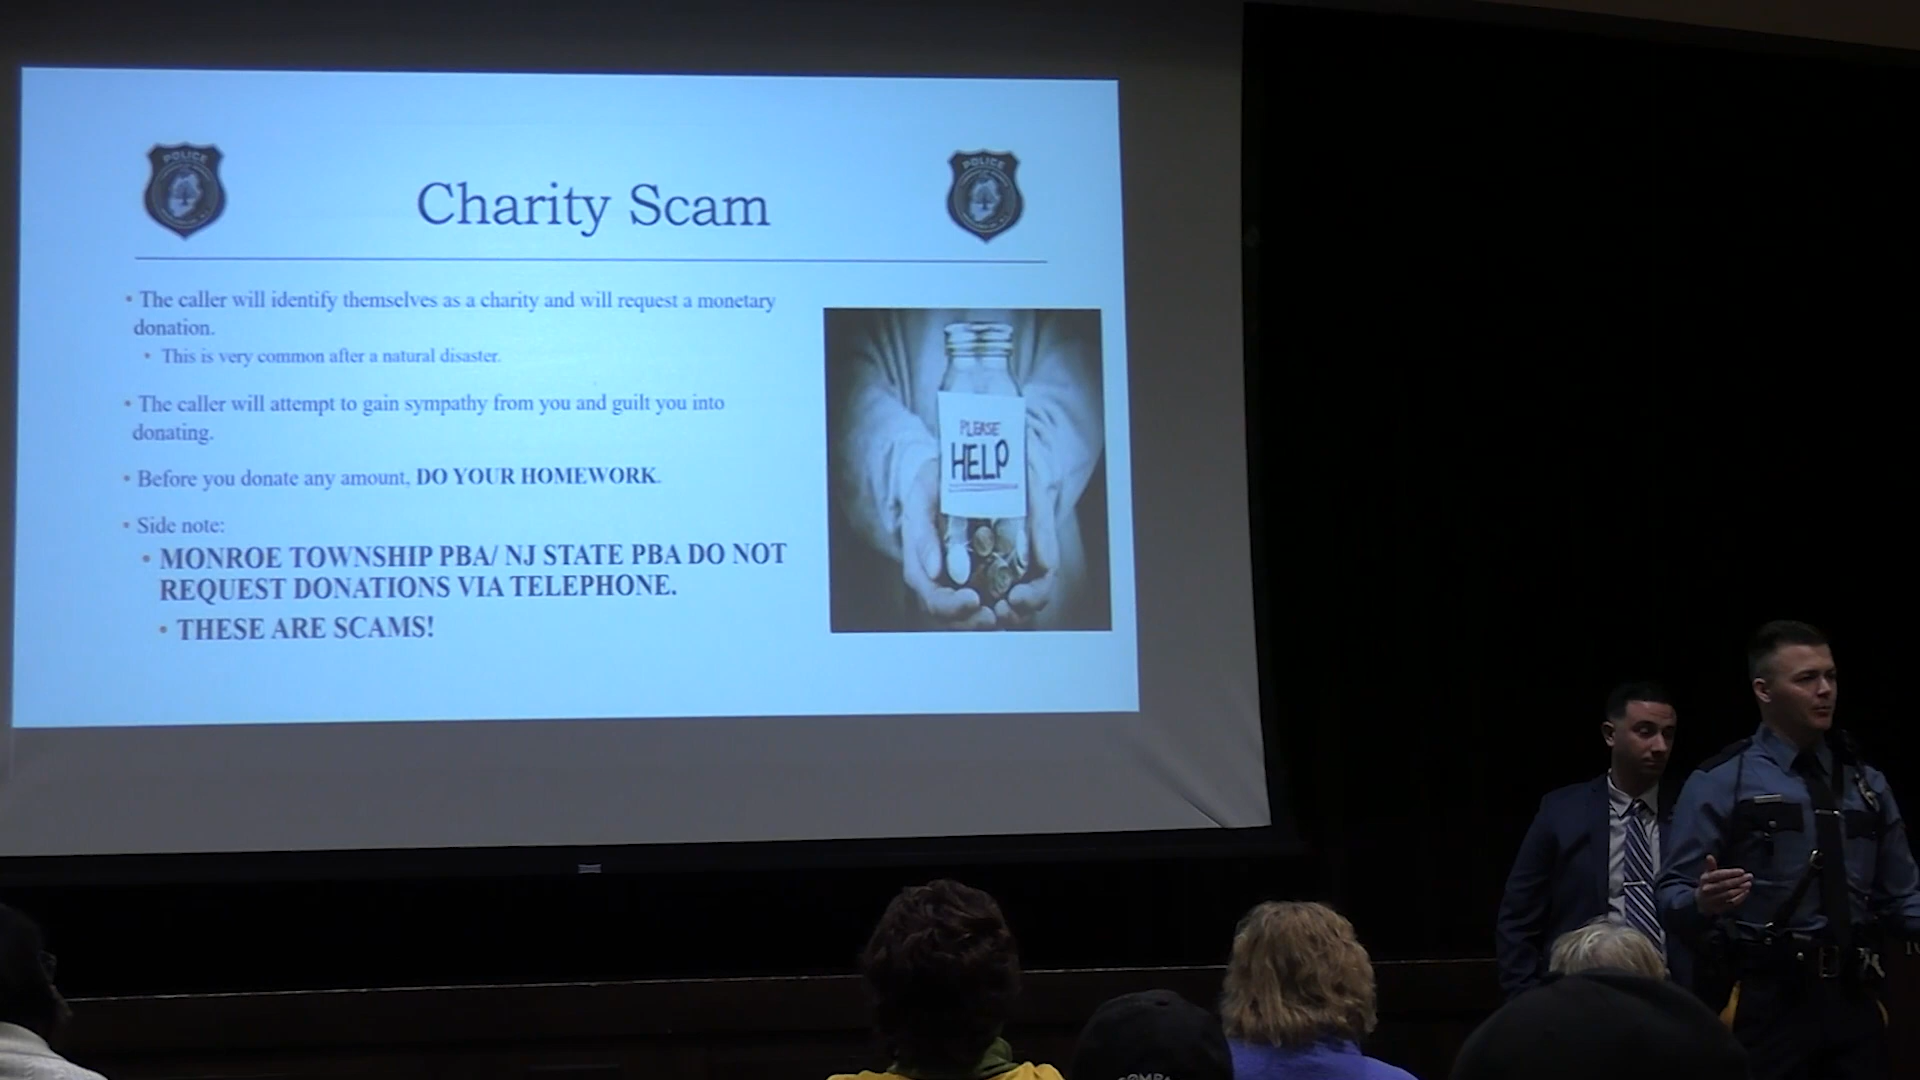 POLICE
POLICE
Charity Scam
• The caller will identify themselves as a charity and will request a monetary
donation.
• This is very common after a natural disaster.
• The caller will attempt to gain sympathy from you and guilt you into
donating.
• Before you donate any amount, DO YOUR HOMEWORK.
• Side note:
• MONROE TOWNSHIP PBA/ NJ STATE PBA DO NOT
REQUEST DONATIONS VIA TELEPHONE.
• THESE ARE SCAMS!
PLEASE
HELP